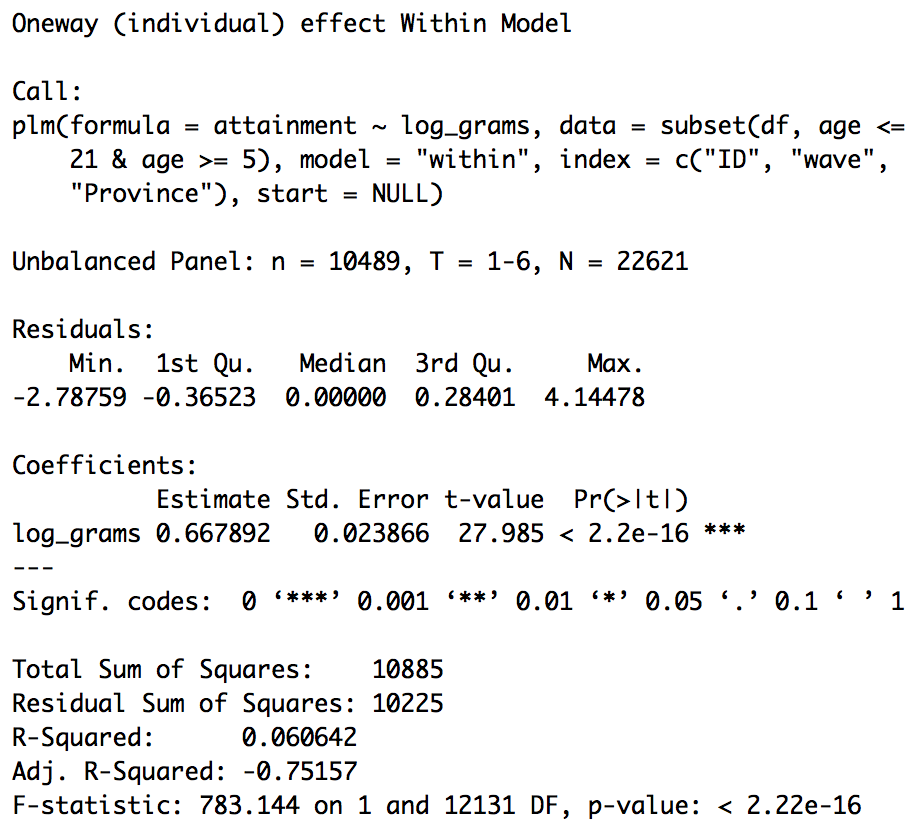 Oneway (individual) effect Within Model
Call:
plm(formula = attainment ~ log_grams, data = subset(df, age <=
21 & age >= 5), model = "within", index = c("ID", "wave",
"Province"), start = NULL)
Unbalanced Panel: n = 10489, T = 1-6, N = 22621
Residuals:
Min. 1st Qu. Median 3rd Qu. Max.
-2.78759 -0.36523 0.00000 0.28401 4.14478
Coefficients:
Estimate Std. Error t-value Pr(>|t|)
log_grams 0.667892 0.023866 27.985 < 2.2e-16 ***
---
Signif. codes: 0 ‘***’ 0.001 ‘**’ 0.01 ‘*’ 0.05 ‘.’ 0.1 ‘ ’ 1
Total Sum of Squares: 10885
Residual Sum of Squares: 10225
R-Squared: 0.060642
Adj. R-Squared: -0.75157
F-statistic: 783.144 on 1 and 12131 DF, p-value: < 2.22e-16